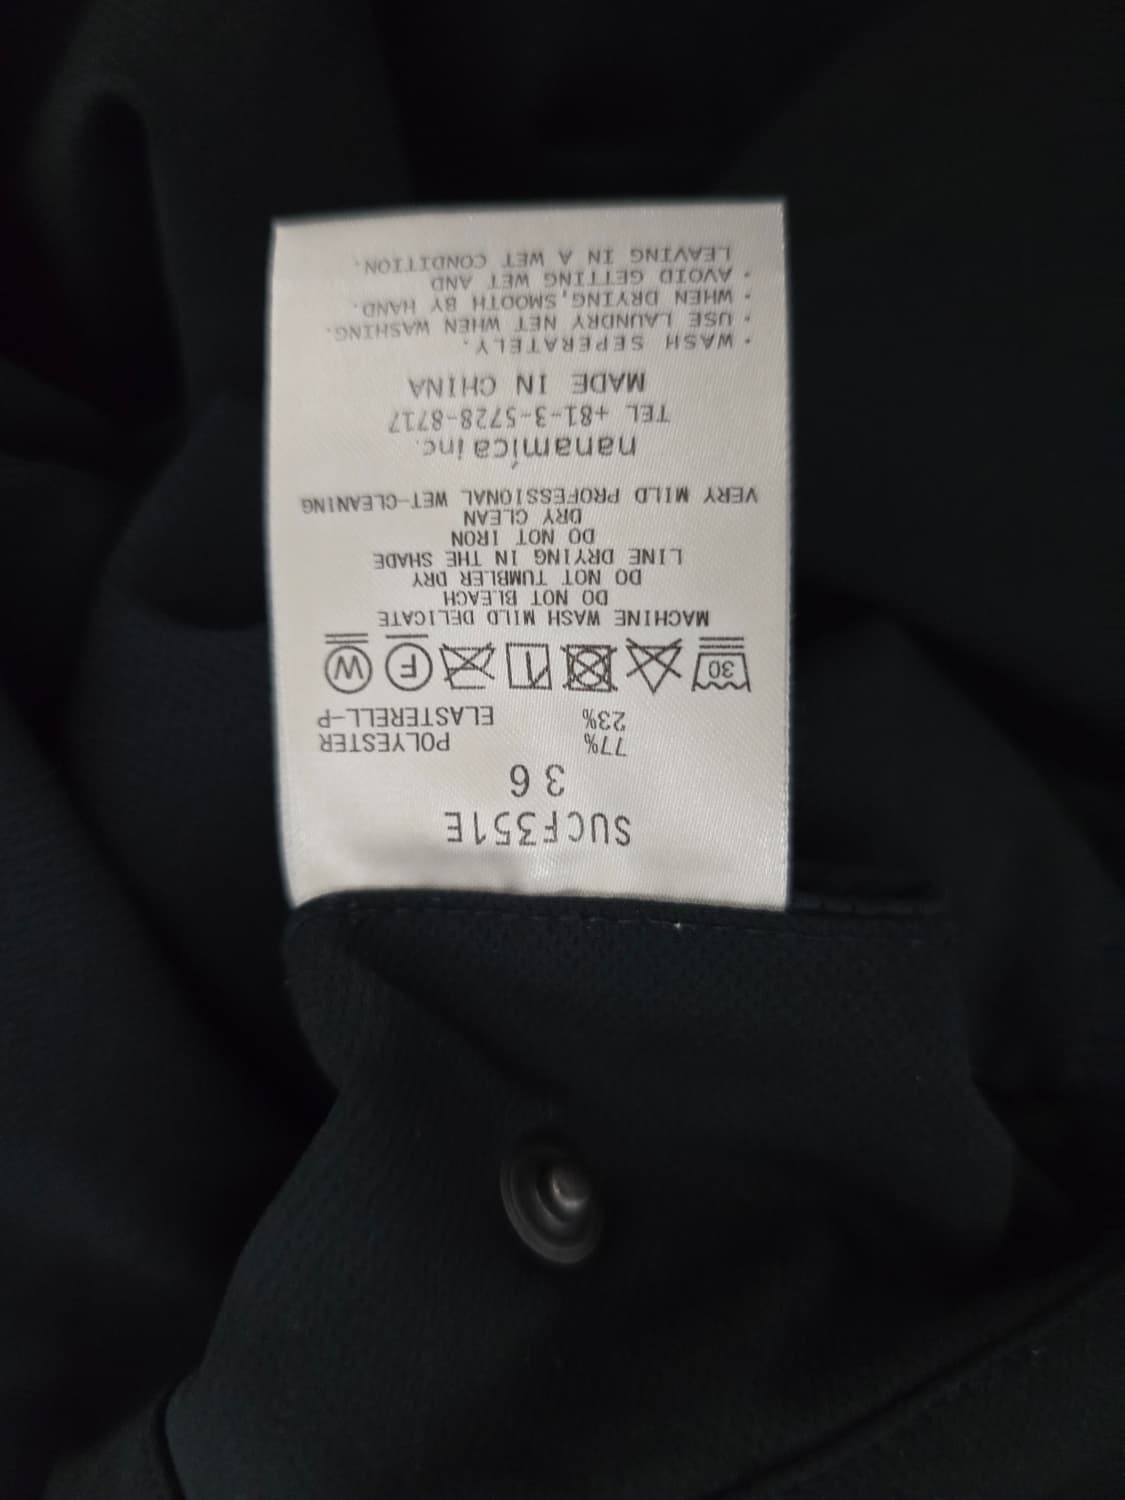 SUCF351E
36
77% POLYESTER
23% ELASTERELL-P
30 1 F W
MACHINE WASH MILD DELICATE
DO NOT BLEACH
DO NOT TUMBLER DRY
LINE DRYING IN THE SHADE
DO NOT IRON
DRY CLEAN
VERY MILD PROFESSIONAL WET-CLEANING
nanamica inc.
TEL +81-3-5728-8717
MADE IN CHINA
・WASH SEPERATELY.
・USE LAUNDRY NET WHEN WASHING.
・WHEN DRYING,SMOOTH BY HAND.
・AVOID GETTING WET AND
LEAVING IN A WET CONDITION.